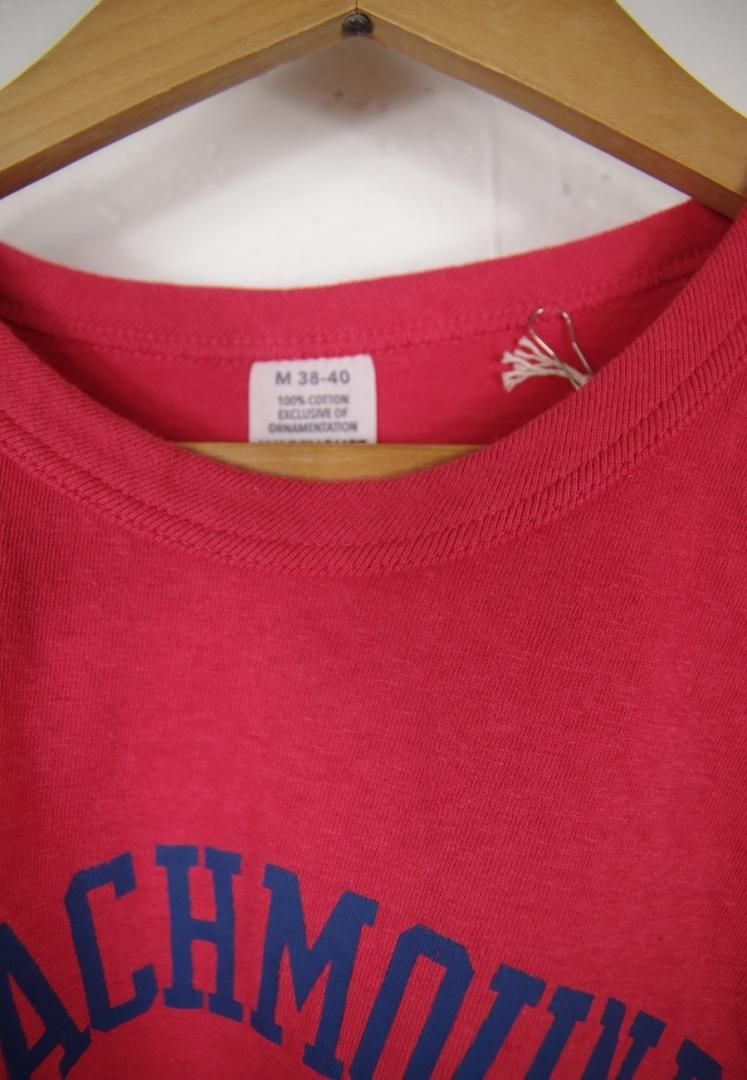 M 38-40
100% COTTON
EXCLUSIVE OF
ORNAMENTATION
ACHMOUN